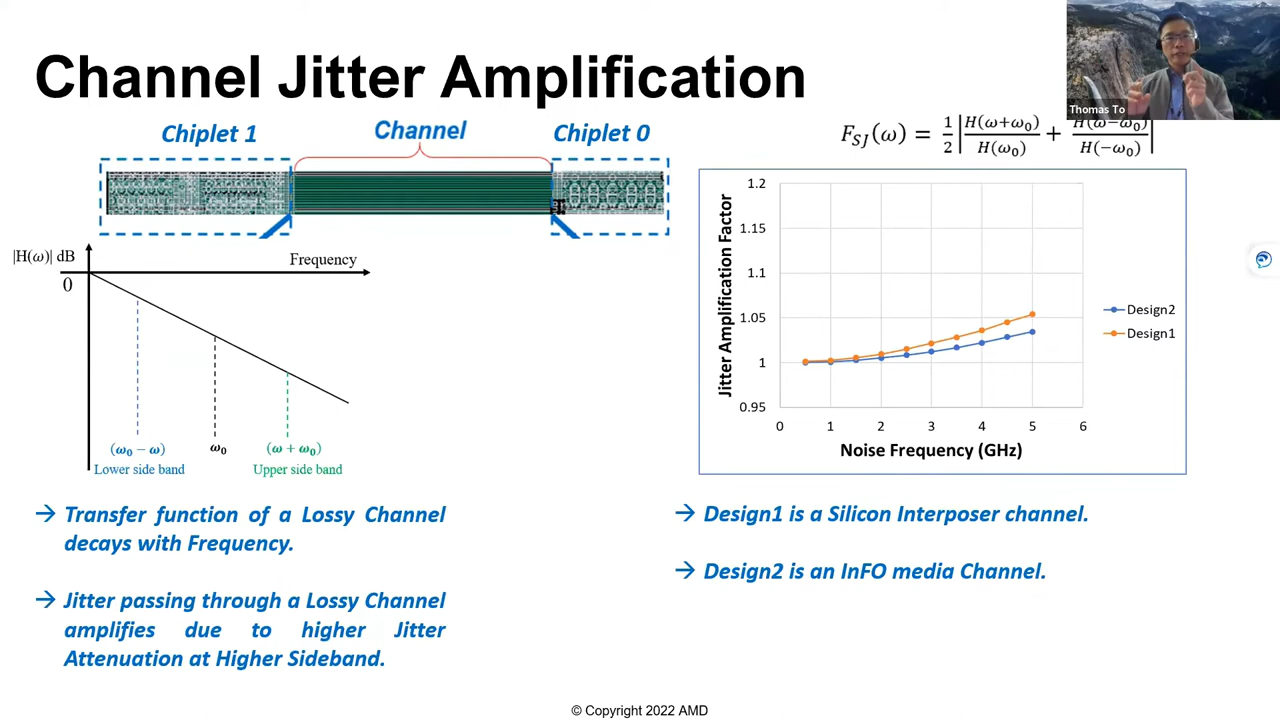 Channel Jitter Amplification
Thomas To
Chiplet 1
Channel
Chiplet 0
F_SJ(ω) = 1/2 |H(ω+ω₀)/H(ω₀) + H(ω−ω₀)/H(−ω₀)|
|H(ω)| dB
Frequency
0
(ω₀ − ω)
ω₀
(ω + ω₀)
Lower side band
Upper side band
Jitter Amplification Factor
1.2
1.15
1.1
1.05
1
0.95
0
1
2
3
4
5
6
Noise Frequency (GHz)
Design2
Design1
→ Transfer function of a Lossy Channel
decays with Frequency.
→ Jitter passing through a Lossy Channel
amplifies due to higher Jitter
Attenuation at Higher Sideband.
→ Design1 is a Silicon Interposer channel.
→ Design2 is an InFO media Channel.
© Copyright 2022 AMD